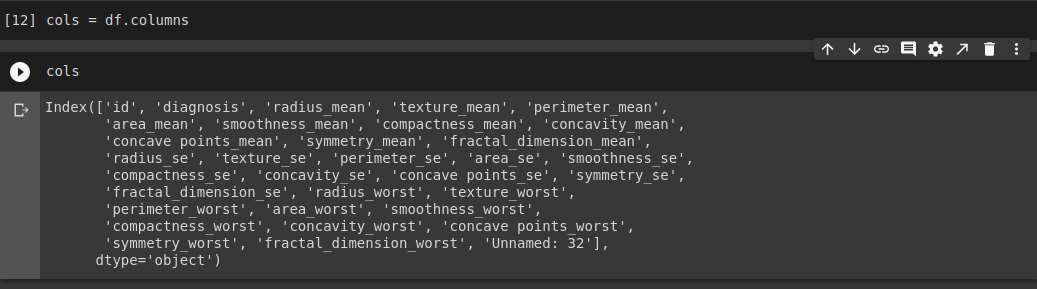 [12] cols = df.columns
cols
Index(['id', 'diagnosis', 'radius_mean', 'texture_mean', 'perimeter_mean',
       'area_mean', 'smoothness_mean', 'compactness_mean', 'concavity_mean',
       'concave points_mean', 'symmetry_mean', 'fractal_dimension_mean',
       'radius_se', 'texture_se', 'perimeter_se', 'area_se', 'smoothness_se',
       'compactness_se', 'concavity_se', 'concave points_se', 'symmetry_se',
       'fractal_dimension_se', 'radius_worst', 'texture_worst',
       'perimeter_worst', 'area_worst', 'smoothness_worst',
       'compactness_worst', 'concavity_worst', 'concave points_worst',
       'symmetry_worst', 'fractal_dimension_worst', 'Unnamed: 32'],
      dtype='object')